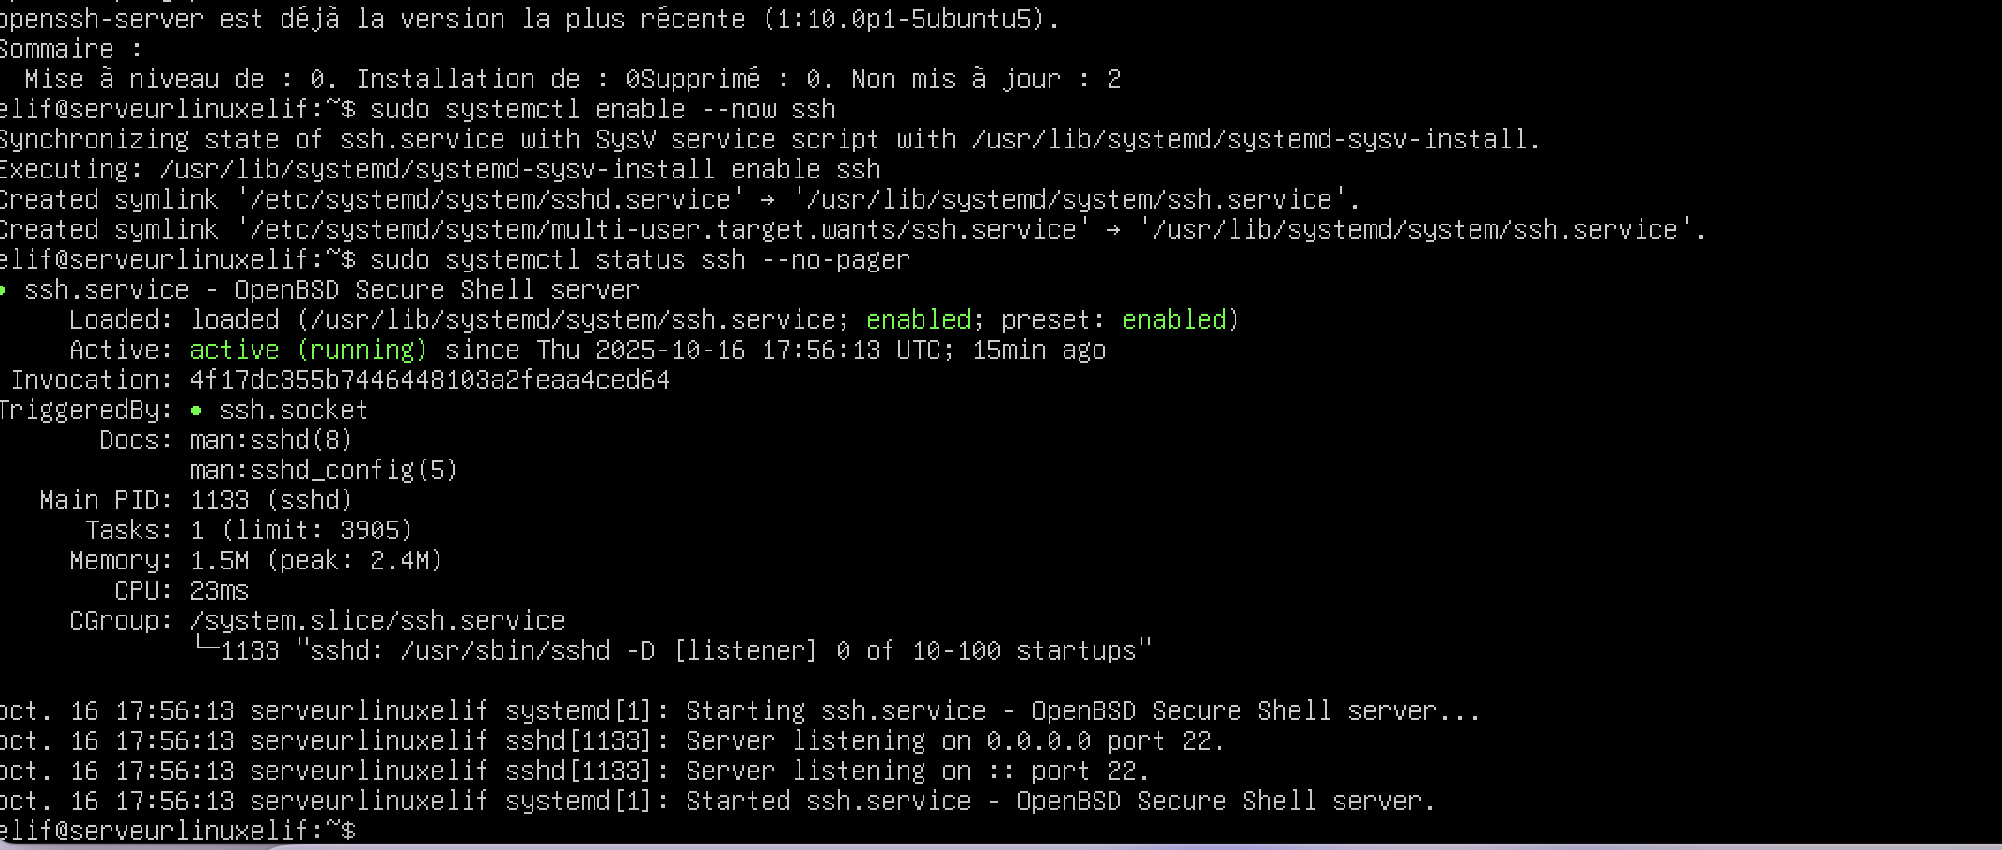 openssh-server est déjà la version la plus récente (1:10.0p1-5ubuntu5).
Sommaire :
  Mise à niveau de : 0. Installation de : 0Supprimé : 0. Non mis à jour : 2
elif@serveurlinuxelif:~$ sudo systemctl enable --now ssh
Synchronizing state of ssh.service with SysV service script with /usr/lib/systemd/systemd-sysv-install.
Executing: /usr/lib/systemd/systemd-sysv-install enable ssh
Created symlink '/etc/systemd/system/sshd.service' → '/usr/lib/systemd/system/ssh.service'.
Created symlink '/etc/systemd/system/multi-user.target.wants/ssh.service' → '/usr/lib/systemd/system/ssh.service'.
elif@serveurlinuxelif:~$ sudo systemctl status ssh --no-pager
● ssh.service - OpenBSD Secure Shell server
     Loaded: loaded (/usr/lib/systemd/system/ssh.service; enabled; preset: enabled)
     Active: active (running) since Thu 2025-10-16 17:56:13 UTC; 15min ago
 Invocation: 4f17dc355b7446448103a2feaa4ced64
TriggeredBy: ● ssh.socket
       Docs: man:sshd(8)
             man:sshd_config(5)
   Main PID: 1133 (sshd)
      Tasks: 1 (limit: 3905)
     Memory: 1.5M (peak: 2.4M)
        CPU: 23ms
     CGroup: /system.slice/ssh.service
             └─1133 "sshd: /usr/sbin/sshd -D [listener] 0 of 10-100 startups"

oct. 16 17:56:13 serveurlinuxelif systemd[1]: Starting ssh.service - OpenBSD Secure Shell server...
oct. 16 17:56:13 serveurlinuxelif sshd[1133]: Server listening on 0.0.0.0 port 22.
oct. 16 17:56:13 serveurlinuxelif sshd[1133]: Server listening on :: port 22.
oct. 16 17:56:13 serveurlinuxelif systemd[1]: Started ssh.service - OpenBSD Secure Shell server.
elif@serveurlinuxelif:~$